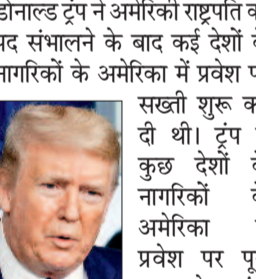 डोनाल्ड ट्रंप ने अमेरिकी राष्ट्रपति
पद संभालने के बाद कई देशों
नागरिकों के अमेरिका में प्रवेश
सख्ती शुरू
दी थी। ट्रंप
कुछ देशों
नागरिकों
अमेरिका
प्रवेश पर